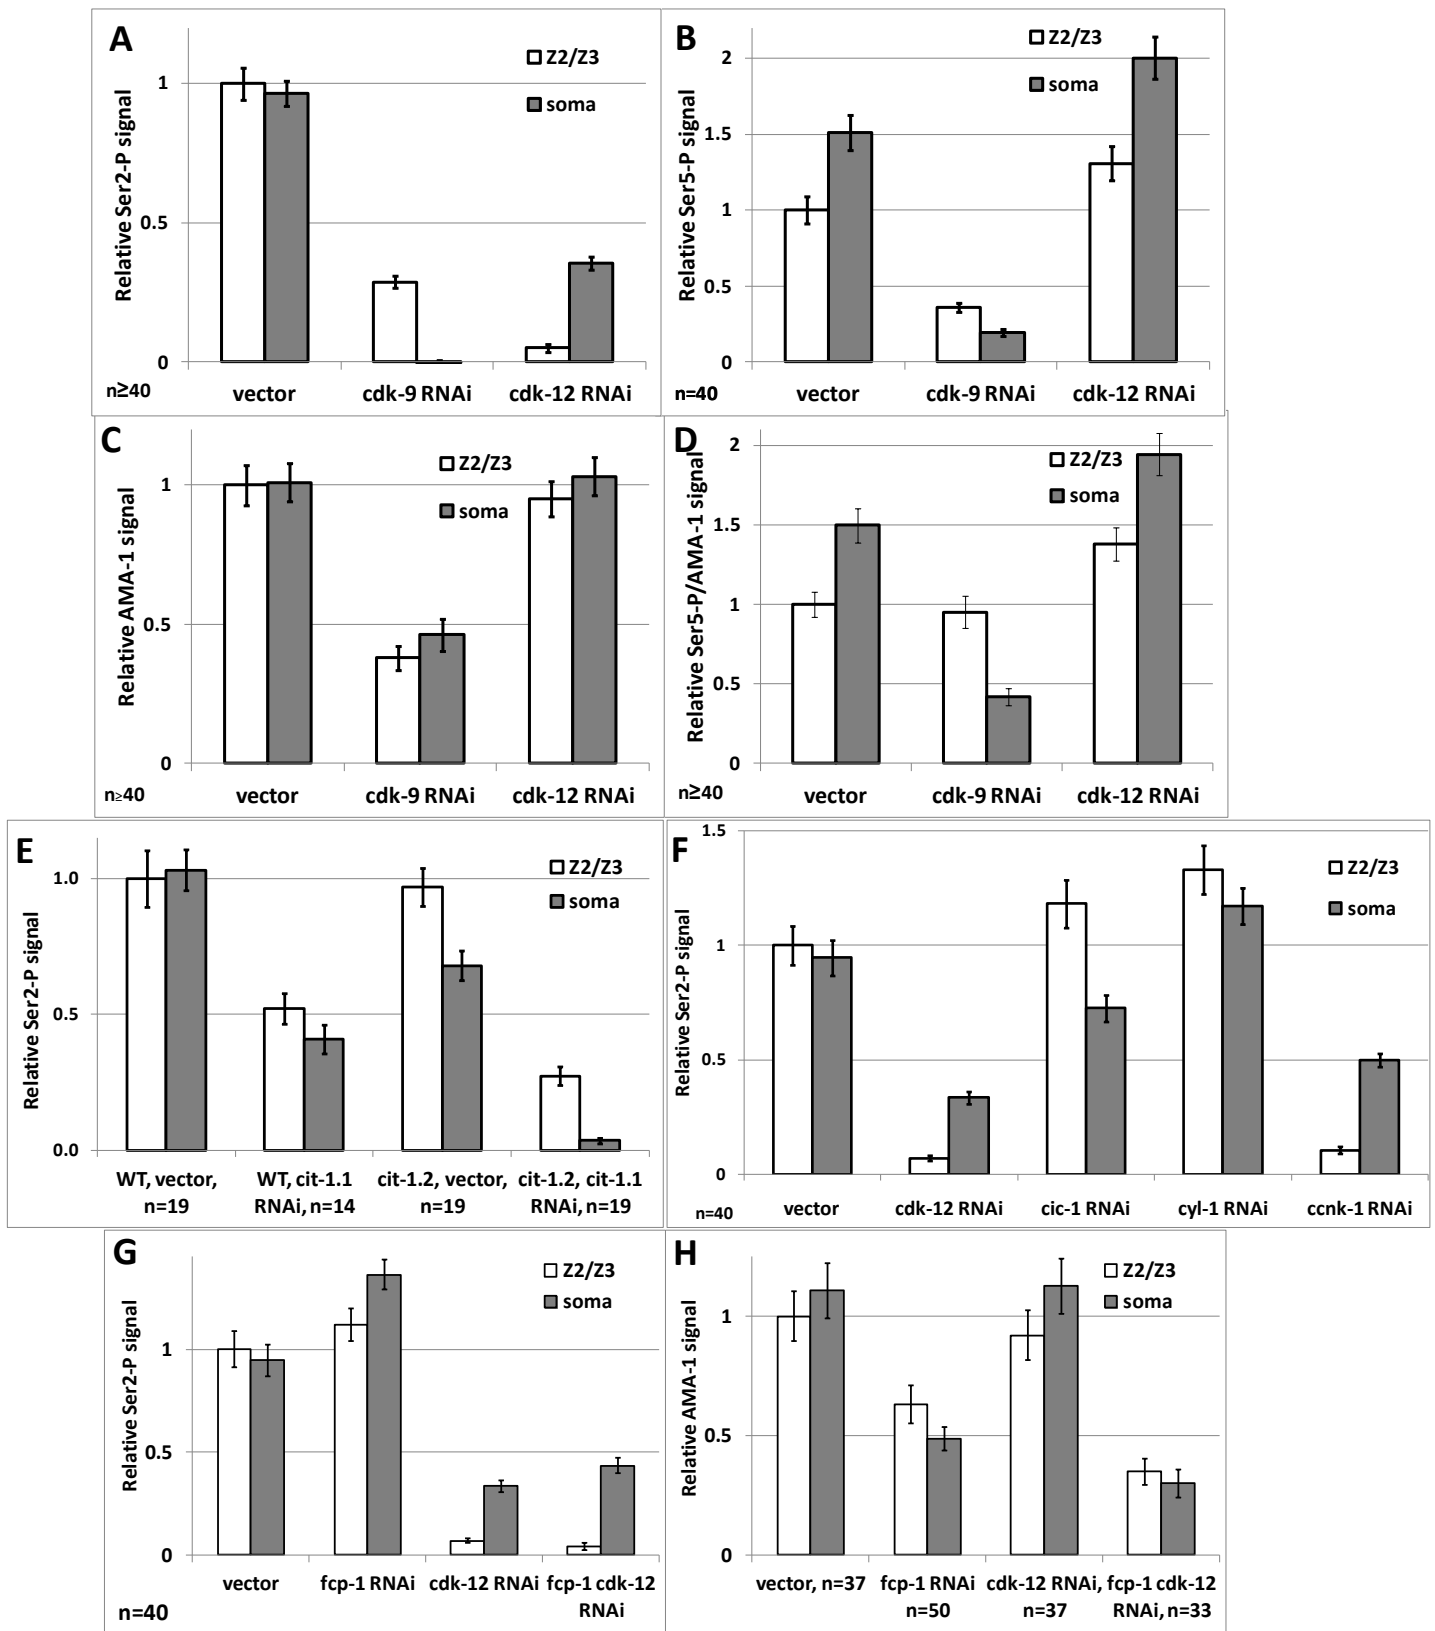 A
Relative Ser2-P signal
Z2/Z3
soma
1
0.5
0
n≥40
vector
cdk-9 RNAi
cdk-12 RNAi
B
Relative Ser5-P signal
Z2/Z3
soma
2
1.5
1
0.5
0
n=40
vector
cdk-9 RNAi
cdk-12 RNAi
C
Relative AMA-1 signal
Z2/Z3
soma
1
0.5
0
n≥40
vector
cdk-9 RNAi
cdk-12 RNAi
D
Relative Ser5-P/AMA-1 signal
Z2/Z3
soma
2
1.5
1
0.5
0
n≥40
vector
cdk-9 RNAi
cdk-12 RNAi
E
Relative Ser2-P signal
Z2/Z3
soma
1.0
0.5
0.0
WT, vector,
n=19
WT, cit-1.1
RNAi, n=14
cit-1.2, vector,
n=19
cit-1.2, cit-1.1
RNAi, n=19
F
Relative Ser2-P signal
Z2/Z3
soma
1.5
1
0.5
0
n=40
vector
cdk-12 RNAi
cic-1 RNAi
cyl-1 RNAi
ccnk-1 RNAi
G
Relative Ser2-P signal
Z2/Z3
soma
1
0.5
0
n=40
vector
fcp-1 RNAi
cdk-12 RNAi
fcp-1 cdk-12
RNAi
H
Relative AMA-1 signal
Z2/Z3
soma
1
0.5
0
vector, n=37
fcp-1 RNAi
n=50
cdk-12 RNAi,
n=37
fcp-1 cdk-12
RNAi, n=33